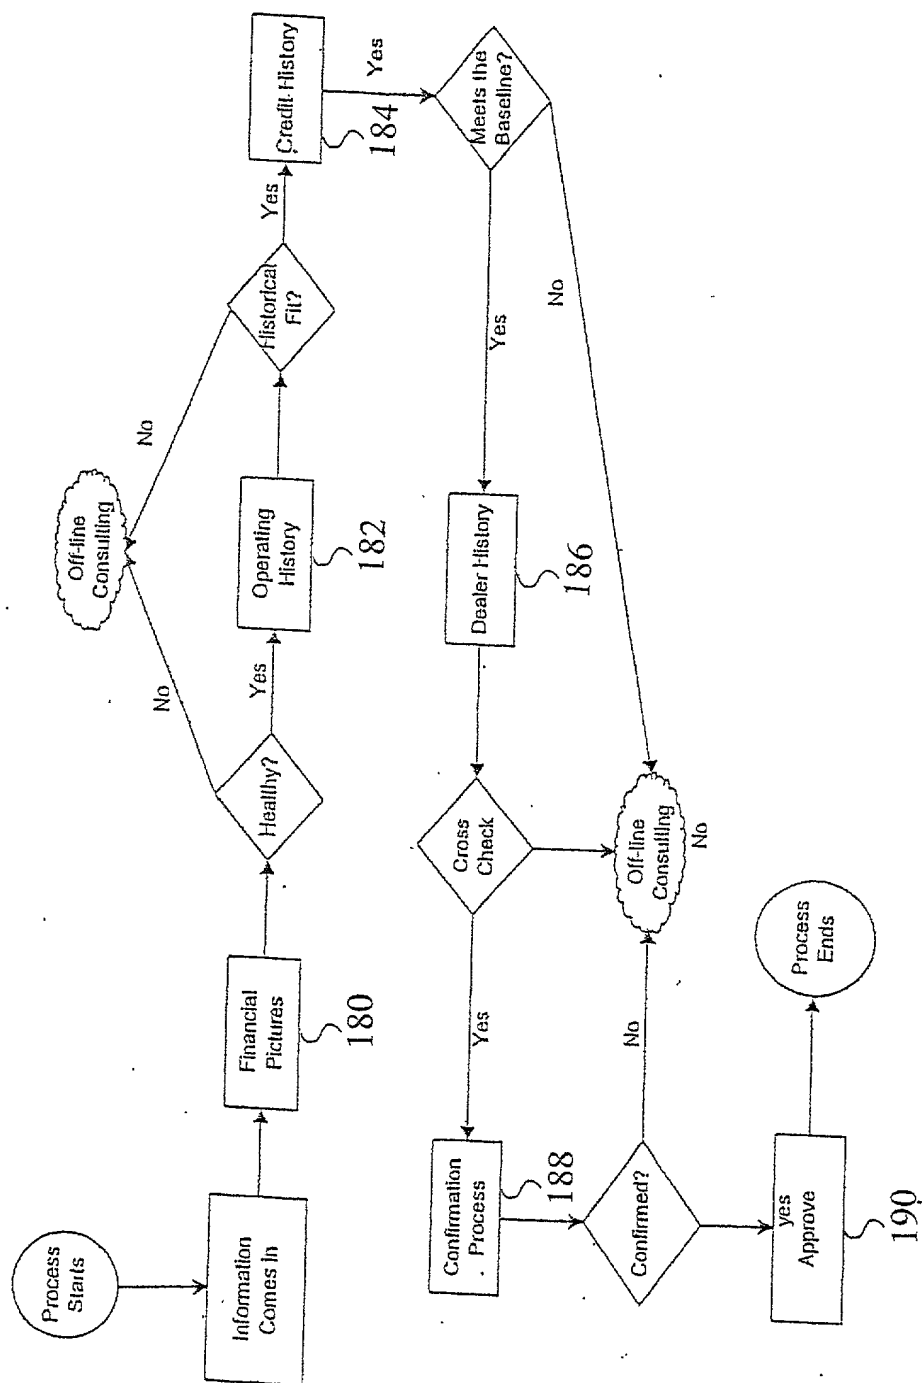 Process
Starts
Information
Comes In
Financial
Pictures
180
Healthy?
No
Yes
Off-line
Consulting
Operating
History
182
No
Historical
Fit?
Yes
Credit History
184
Yes
Meets the
Baseline?
No
Yes
Dealer History
186
Cross
Check
Yes
Off-line
Consulting
No
Confirmation
Process
188
Confirmed?
No
yes
Approve
190
Process
Ends